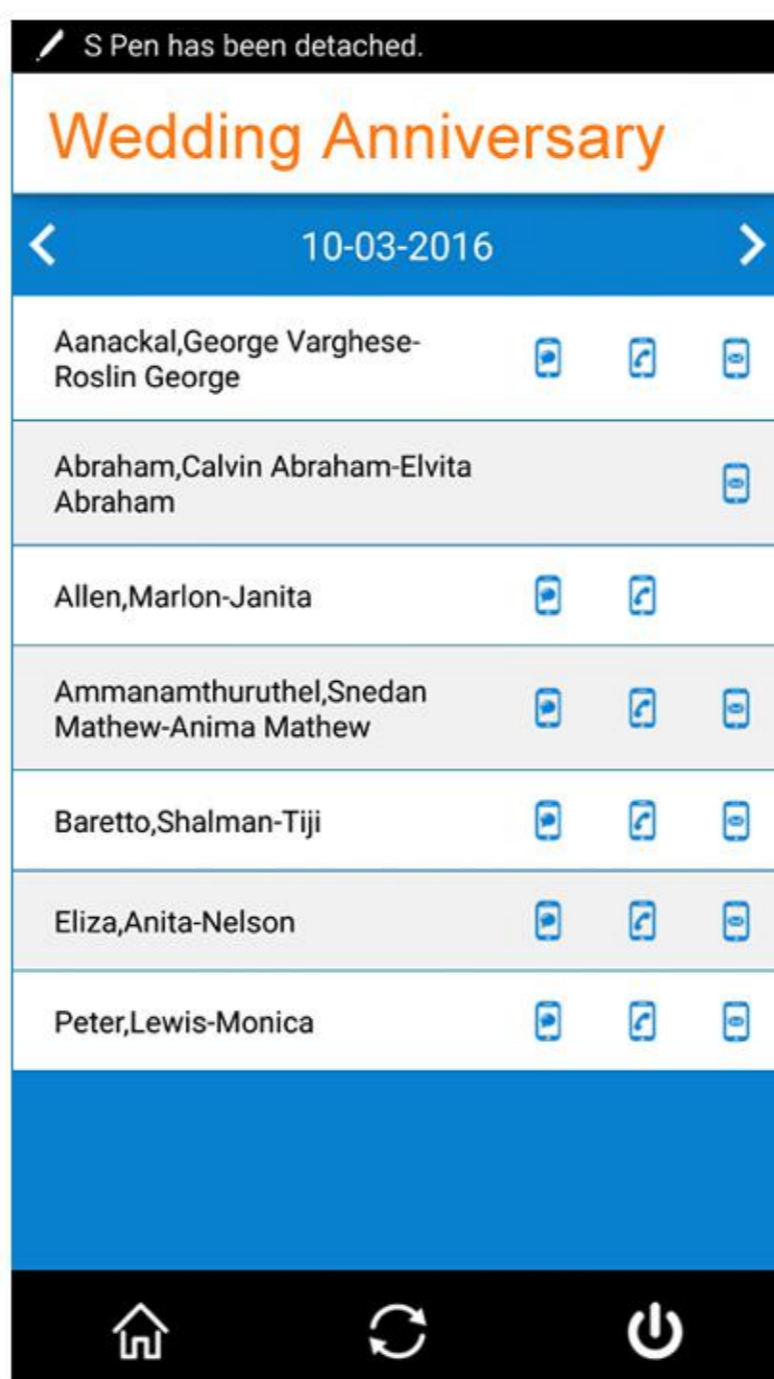 S Pen has been detached.
Wedding Anniversary
10-03-2016
Aanackal,George Varghese-
Roslin George
Abraham,Calvin Abraham-Elvita
Abraham
Allen,Marlon-Janita
Ammanamthuruthel,Snedan
Mathew-Anima Mathew
Baretto,Shalman-Tiji
Eliza,Anita-Nelson
Peter,Lewis-Monica